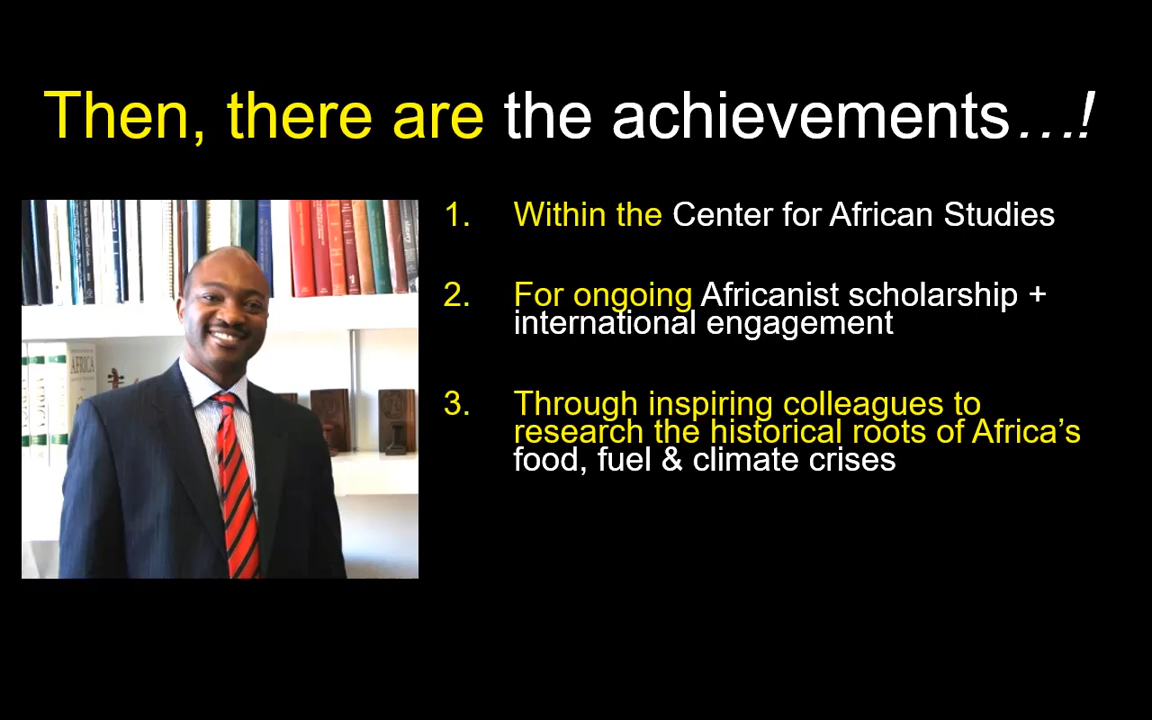 Then, there are the achievements…!
1. Within the Center for African Studies
2. For ongoing Africanist scholarship +
international engagement
3. Through inspiring colleagues to
research the historical roots of Africa’s
food, fuel & climate crises
AFRICA